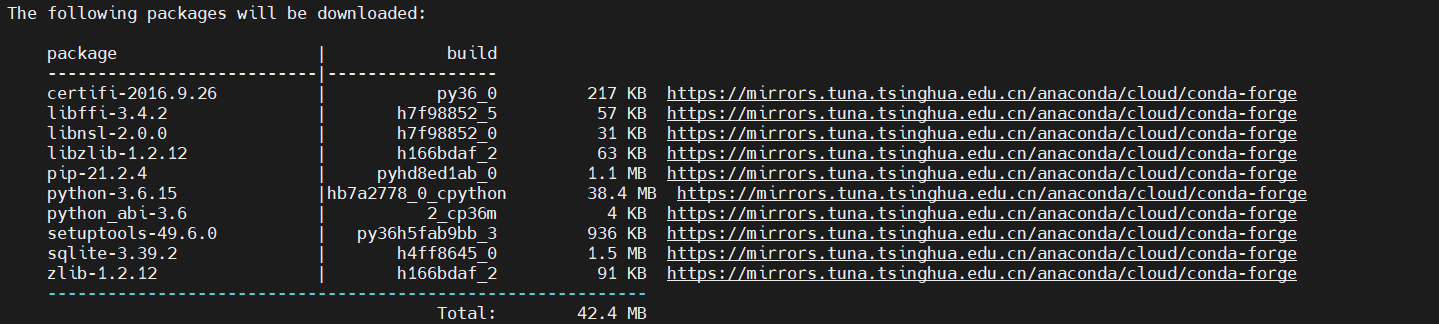 The following packages will be downloaded:
package | build
---------------------------|-----------------
certifi-2016.9.26 | py36_0 217 KB https://mirrors.tuna.tsinghua.edu.cn/anaconda/cloud/conda-forge
libffi-3.4.2 | h7f98852_5 57 KB https://mirrors.tuna.tsinghua.edu.cn/anaconda/cloud/conda-forge
libnsl-2.0.0 | h7f98852_0 31 KB https://mirrors.tuna.tsinghua.edu.cn/anaconda/cloud/conda-forge
libzlib-1.2.12 | h166bdaf_2 63 KB https://mirrors.tuna.tsinghua.edu.cn/anaconda/cloud/conda-forge
pip-21.2.4 | pyhd8ed1ab_0 1.1 MB https://mirrors.tuna.tsinghua.edu.cn/anaconda/cloud/conda-forge
python-3.6.15 |hb7a2778_0_cpython 38.4 MB https://mirrors.tuna.tsinghua.edu.cn/anaconda/cloud/conda-forge
python_abi-3.6 | 2_cp36m 4 KB https://mirrors.tuna.tsinghua.edu.cn/anaconda/cloud/conda-forge
setuptools-49.6.0 | py36h5fab9bb_3 936 KB https://mirrors.tuna.tsinghua.edu.cn/anaconda/cloud/conda-forge
sqlite-3.39.2 | h4ff8645_0 1.5 MB https://mirrors.tuna.tsinghua.edu.cn/anaconda/cloud/conda-forge
zlib-1.2.12 | h166bdaf_2 91 KB https://mirrors.tuna.tsinghua.edu.cn/anaconda/cloud/conda-forge
------------------------------------------------------------
Total: 42.4 MB